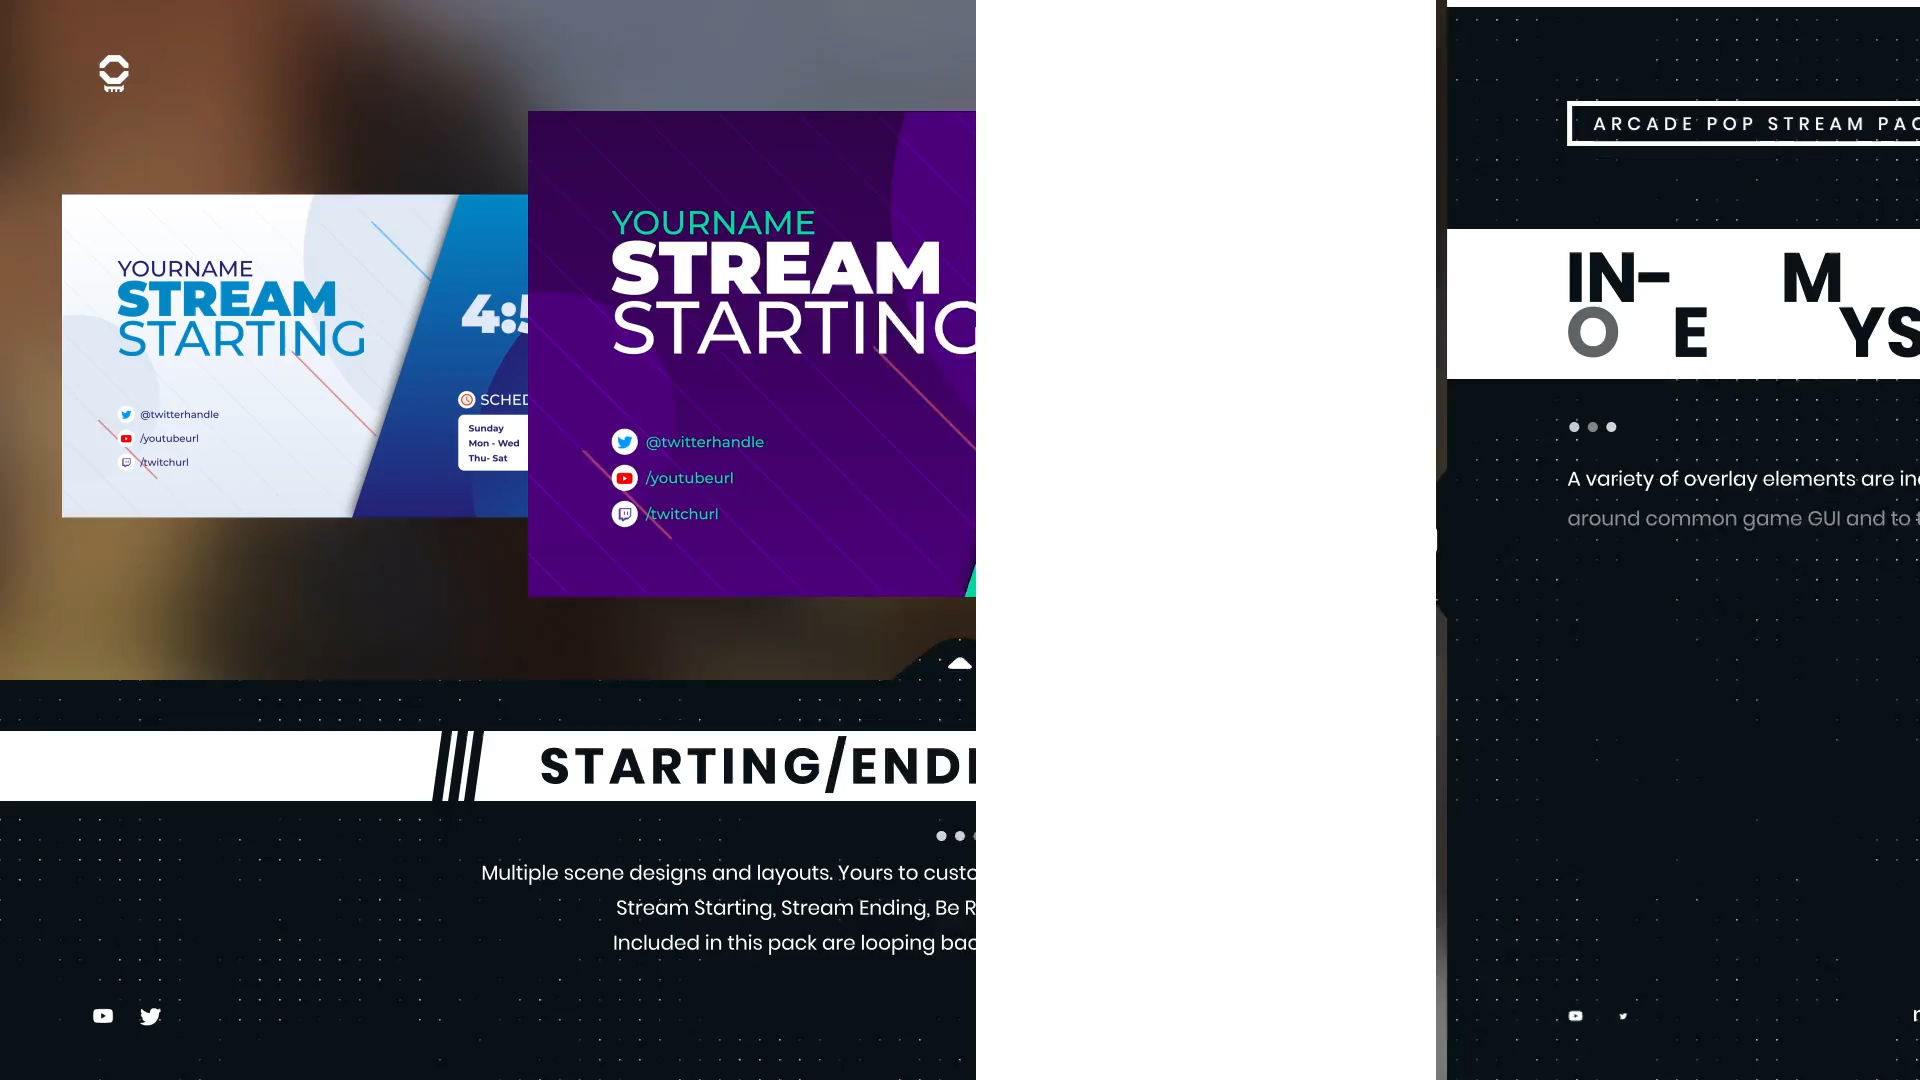 YOURNAME
STREAM
STARTING
@twitterhandle
/youtubeurl
/twitchurl
SCHED
Sunday
Mon - Wed
Thu- Sat
YOURNAME
STREAM
STARTING
@twitterhandle
/youtubeurl
/twitchurl
STARTING/ENDI
Multiple scene designs and layouts. Yours to custo
Stream Starting, Stream Ending, Be R
Included in this pack are looping bac
ARCADE POP STREAM PAC
IN- M
O E YS
A variety of overlay elements are inc
around common game GUI and to t